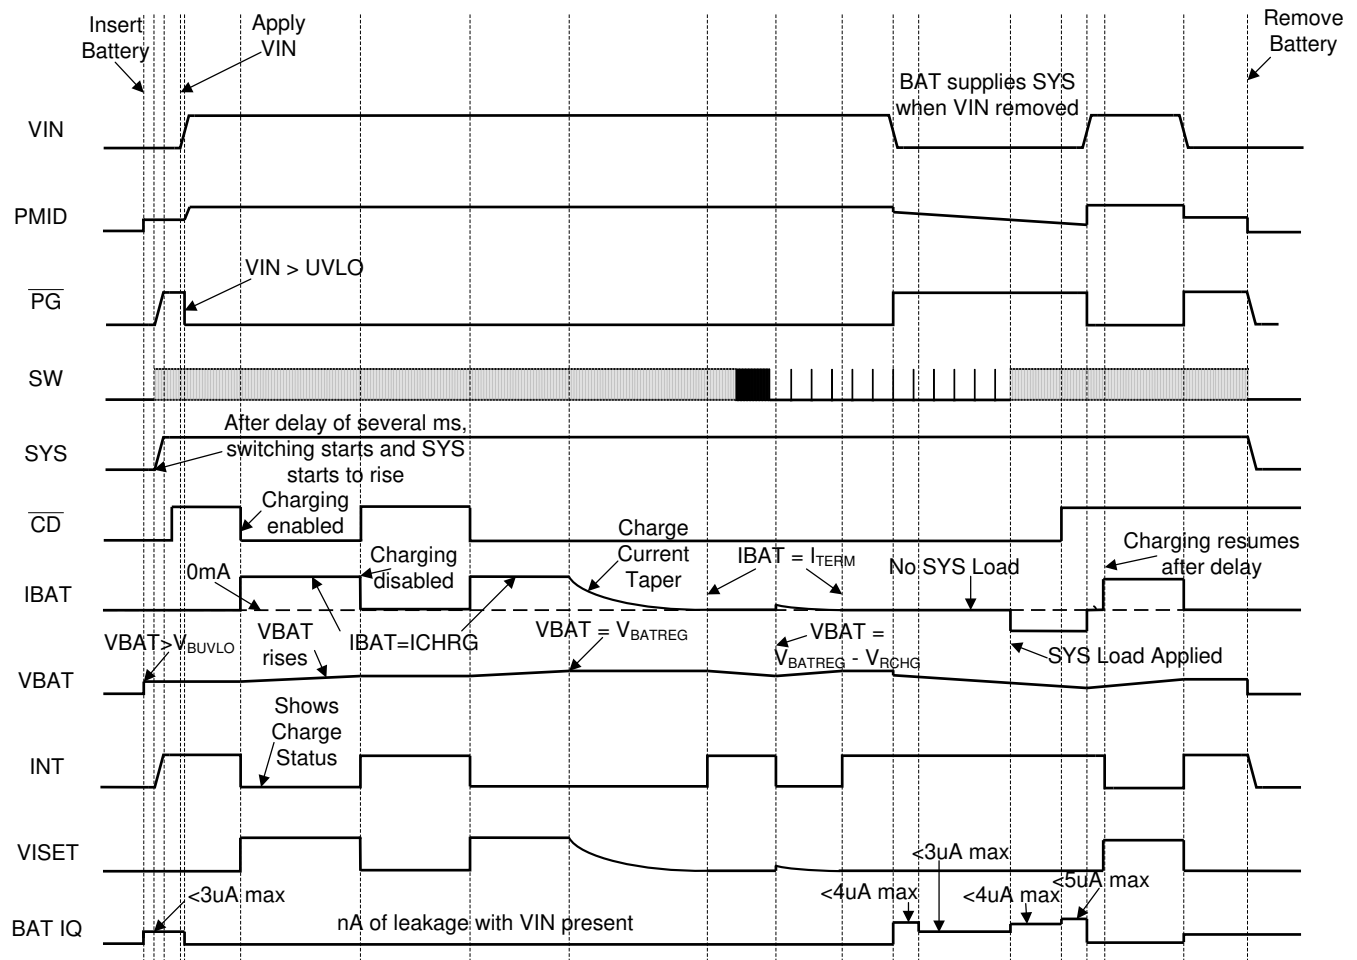 Insert
Battery
Apply
VIN
Remove
Battery
BAT supplies SYS
when VIN removed
VIN
PMID
VIN > UVLO
PG
SW
After delay of several ms,
switching starts and SYS
starts to rise
SYS
Charging
enabled
CD
Charge
Current
Taper
Charging
disabled
IBAT = ITERM
No SYS Load
Charging resumes
after delay
0mA
IBAT
VBAT>VBUVLO
VBAT
rises
IBAT=ICHRG
VBAT = VBATREG
VBAT =
VBATREG - VRCHG
SYS Load Applied
VBAT
Shows
Charge
Status
INT
VISET
<3uA max
<3uA max
<4uA max
<4uA max
<5uA max
nA of leakage with VIN present
BAT IQ